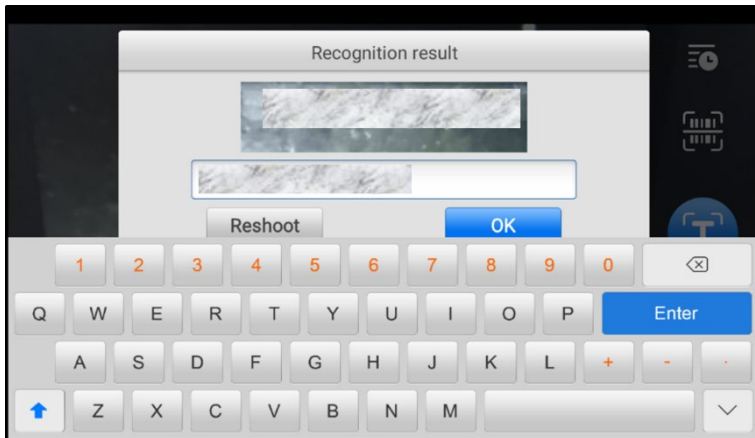 Recognition result
Reshoot OK
1 2 3 4 5 6 7 8 9 0
Q W E R T Y U I O P Enter
A S D F G H J K L + - .
Z X C V B N M
T